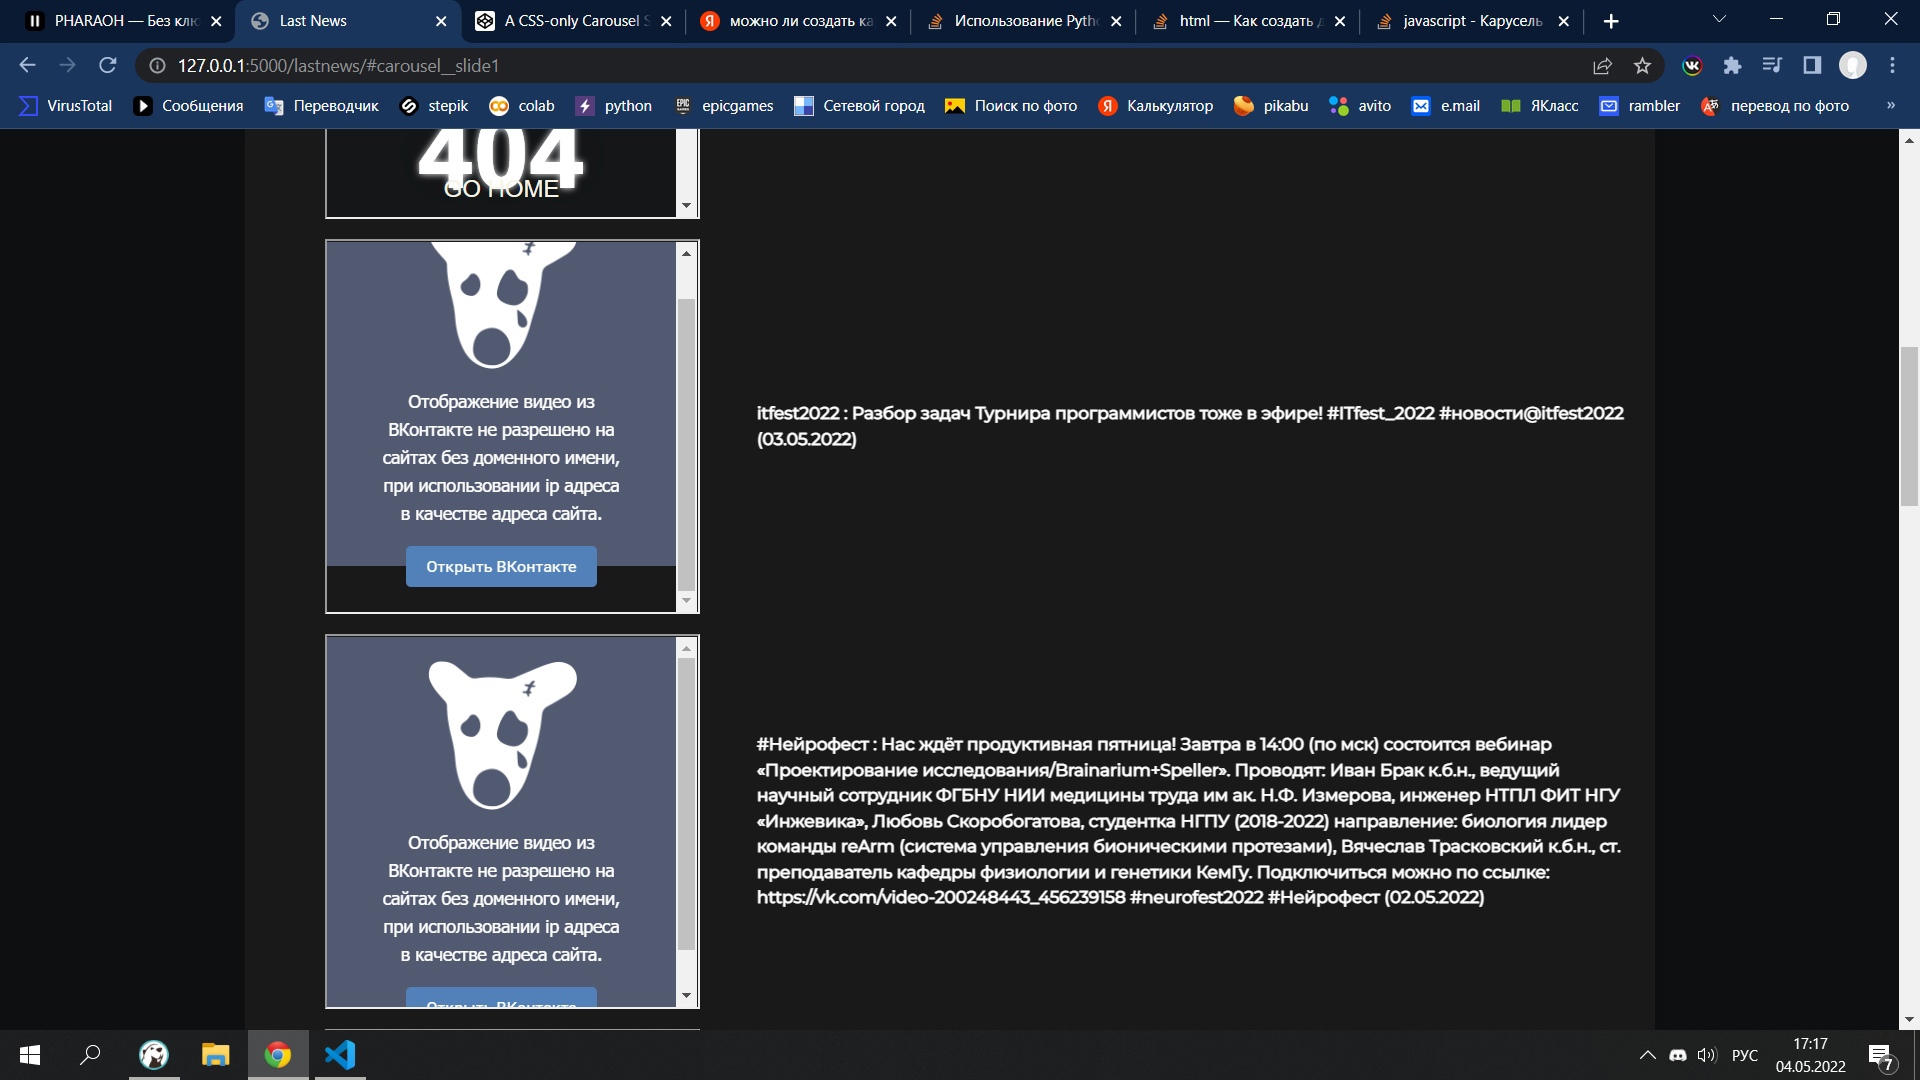 PHARAOH — Без клю
Last News
A CSS-only Carousel S
можно ли создать ка
Использование Pytho
html — Как создать д
javascript - Карусель
127.0.0.1:5000/lastnews/#carousel__slide1
VirusTotal
Сообщения
Переводчик
stepik
colab
python
epicgames
Сетевой город
Поиск по фото
Калькулятор
pikabu
avito
e.mail
ЯКласс
rambler
перевод по фото
»
404
GO HOME
Отображение видео из
ВКонтакте не разрешено на
сайтах без доменного имени,
при использовании ip адреса
в качестве адреса сайта.
Открыть ВКонтакте
itfest2022 : Разбор задач Турнира программистов тоже в эфире! #ITfest_2022 #новости@itfest2022
(03.05.2022)
Отображение видео из
ВКонтакте не разрешено на
сайтах без доменного имени,
при использовании ip адреса
в качестве адреса сайта.
Открыть ВКонтакте
#Нейрофест : Нас ждёт продуктивная пятница! Завтра в 14:00 (по мск) состоится вебинар
«Проектирование исследования/Brainarium+Speller». Проводят: Иван Брак к.б.н., ведущий
научный сотрудник ФГБНУ НИИ медицины труда им ак. Н.Ф. Измерова, инженер НТПЛ ФИТ НГУ
«Инжевика», Любовь Скоробогатова, студентка НГПУ (2018-2022) направление: биология лидер
команды reArm (система управления бионическими протезами), Вячеслав Трасковский к.б.н., ст.
преподаватель кафедры физиологии и генетики КемГу. Подключиться можно по ссылке:
https://vk.com/video-200248443_456239158 #neurofest2022 #Нейрофест (02.05.2022)
РУС
17:17
04.05.2022
7